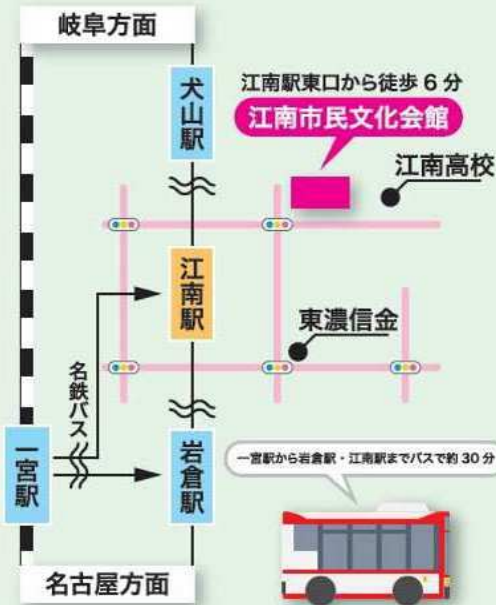 岐阜方面
犬山駅
江南駅東口から徒歩6分
江南市民文化会館
江南高校
江南駅
東濃信金
名鉄バス
一宮駅
岩倉駅
一宮駅から岩倉駅・江南駅までバスで約30分
名古屋方面